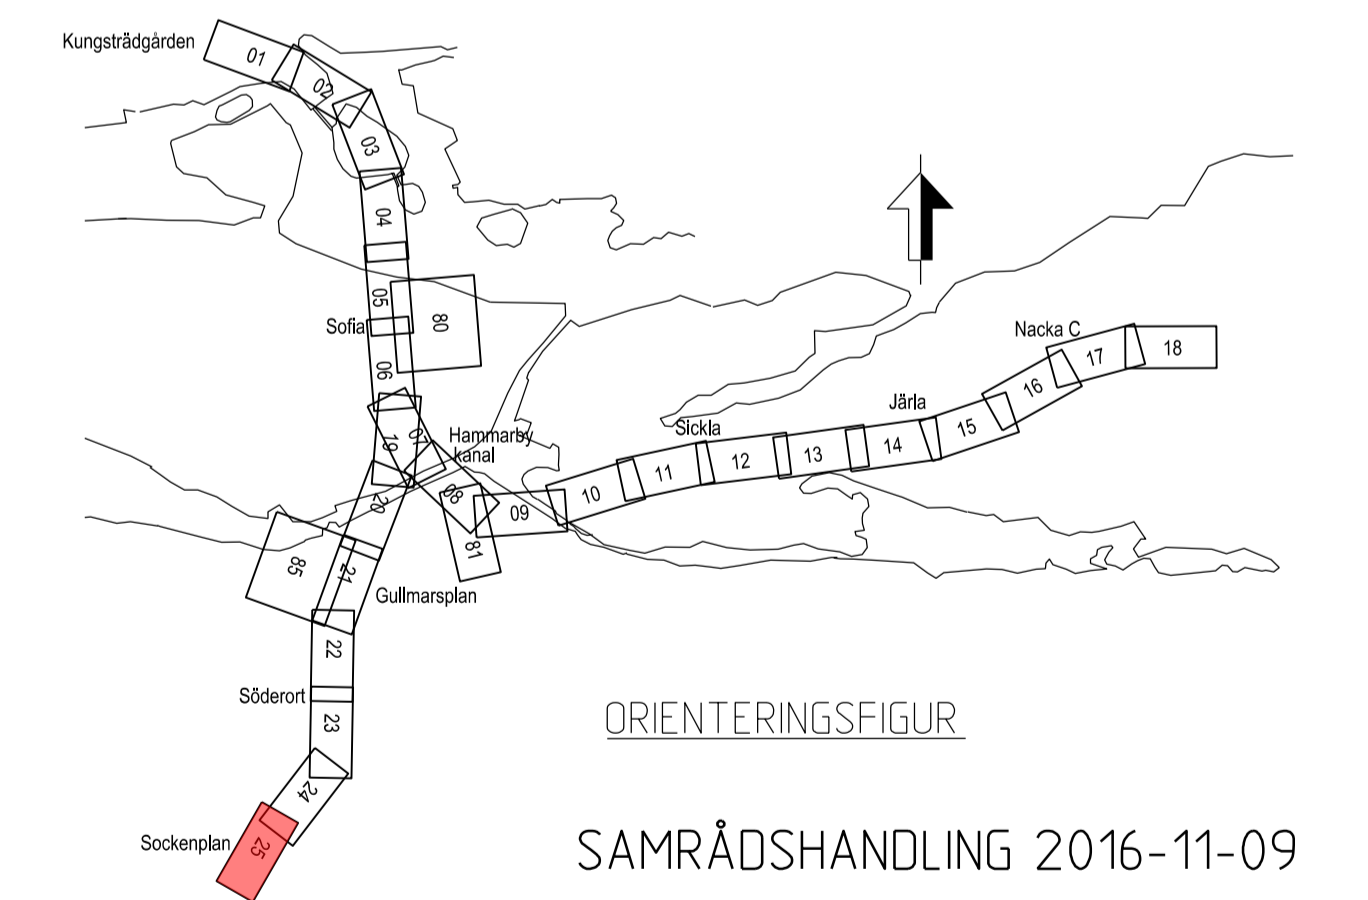 Kungsträdgården
01
02
03
04
05
Sofia
80
06
Nacka C
18
17
16
Järla
15
14
Sickla
13
12
11
10
19
07
Hammarby
kanal
08
09
20
81
85
21
Gullmarsplan
22
Söderort
23
24
Sockenplan
25
ORIENTERINGSFIGUR
SAMRÅDSHANDLING 2016-11-09